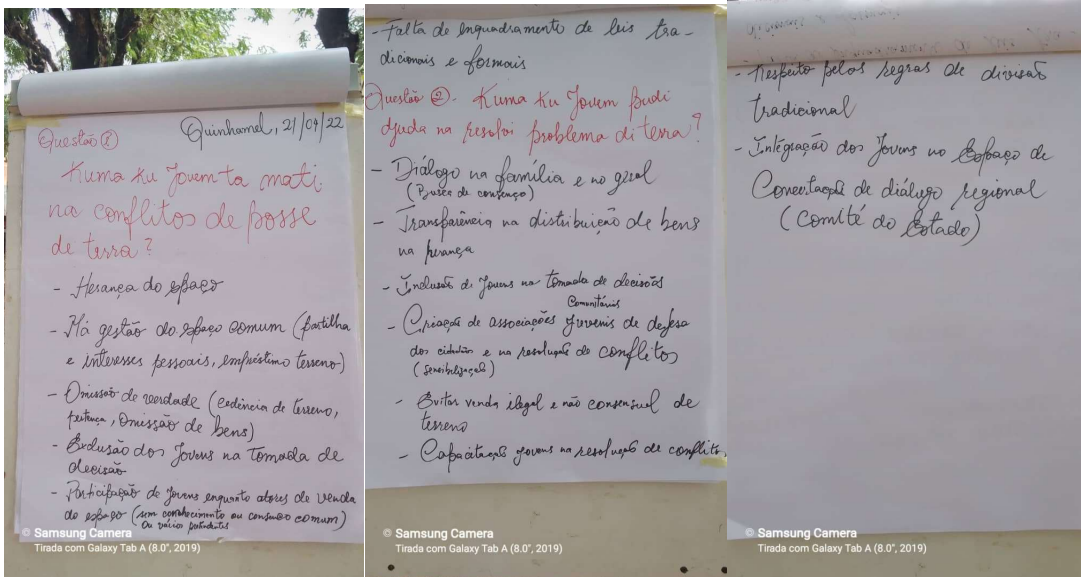 Quinhamel, 21/04/22
Questão ①
Kuma ku Jovem ta mati
na conflitos de posse
de terra?
- Herança do espaço
- Má gestão do espaço comum (partilha
e interesses pessoais, empréstimo terreno)
- Omissão de verdade (cedência de terreno,
pertença, omissão de bens)
- Exclusão dos Jovens na Tomada de
decisão
- Participação de Jovens enquanto atores de venda
do espaço (sem conhecimento ou consenso comum)
Ou vários pretendentes
© Samsung Camera
Tirada com Galaxy Tab A (8.0", 2019)
- Falta de enquadramento de leis tra-
dicionais e formais
Questão ②. Kuma Ku Jovem pudi
djuda na resolvi problema di terra?
- Diálogo na família e no geral
(Busca de consenço)
- Transparência na distribuição de bens
na herança
- Inclusão de Jovens na tomada de decisões
Comunitárias
- Criação de associações juvenis de defesa
dos cidadãos e na resolução de conflitos
(sensibilização)
- Evitar venda ilegal e não consensual de
terreno
- Capacitação jovens na resolução de conflitos
© Samsung Camera
Tirada com Galaxy Tab A (8.0", 2019)
- Respeito pelos regras de divisão
tradicional
- Integração dos Jovens no Espaço de
Concertação de diálogo regional
(Comité do Estado)
© Samsung Camera
Tirada com Galaxy Tab A (8.0", 2019)